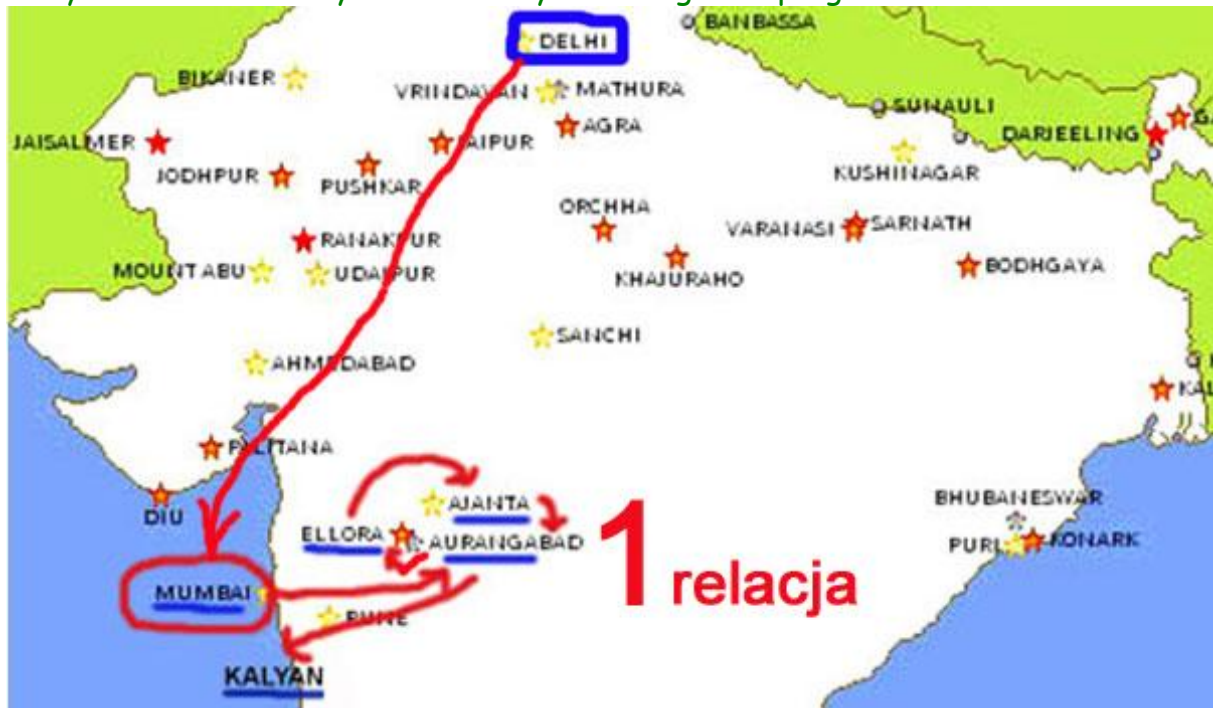 BANBASSA
DELHI
BIKANER
VRINDAVAN
MATHURA
SUNAULI
JAISALMER
JAIPUR
AGRA
DARJEELING
JODHPUR
PUSHKAR
KUSHINAGAR
ORCHHA
VARANASI
SARNATH
RANAKPUR
MOUNT ABU
UDAIPUR
KHAJURAHO
BODHGAYA
SANCHI
AHMEDABAD
PALITANA
DIU
AJANTA
BHUBANESWAR
ELLORA
AURANGABAD
PURI
KONARK
1 relacja
MUMBAI
PUNE
KALYAN